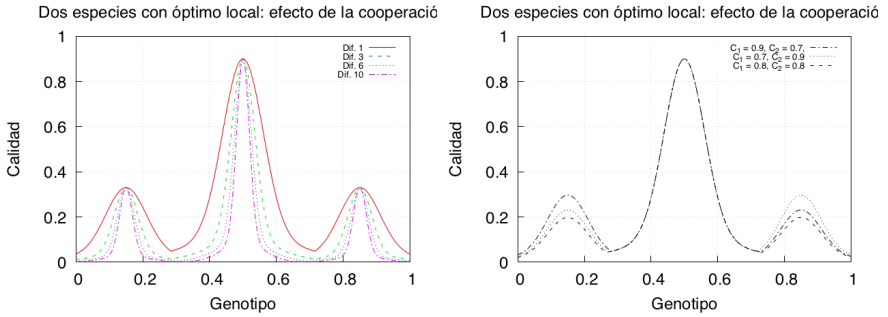 Dos especies con óptimo local: efecto de la cooperació
1
0.8
0.6
0.4
0.2
0
0
0.2
0.4
0.6
0.8
1
Calidad
Genotipo
Dif. 1
Dif. 3
Dif. 6
Dif. 10
Dos especies con óptimo local: efecto de la cooperació
1
0.8
0.6
0.4
0.2
0
0
0.2
0.4
0.6
0.8
1
Calidad
Genotipo
C₁ = 0.9, C₂ = 0.7,
C₁ = 0.7, C₂ = 0.9
C₁ = 0.8, C₂ = 0.8